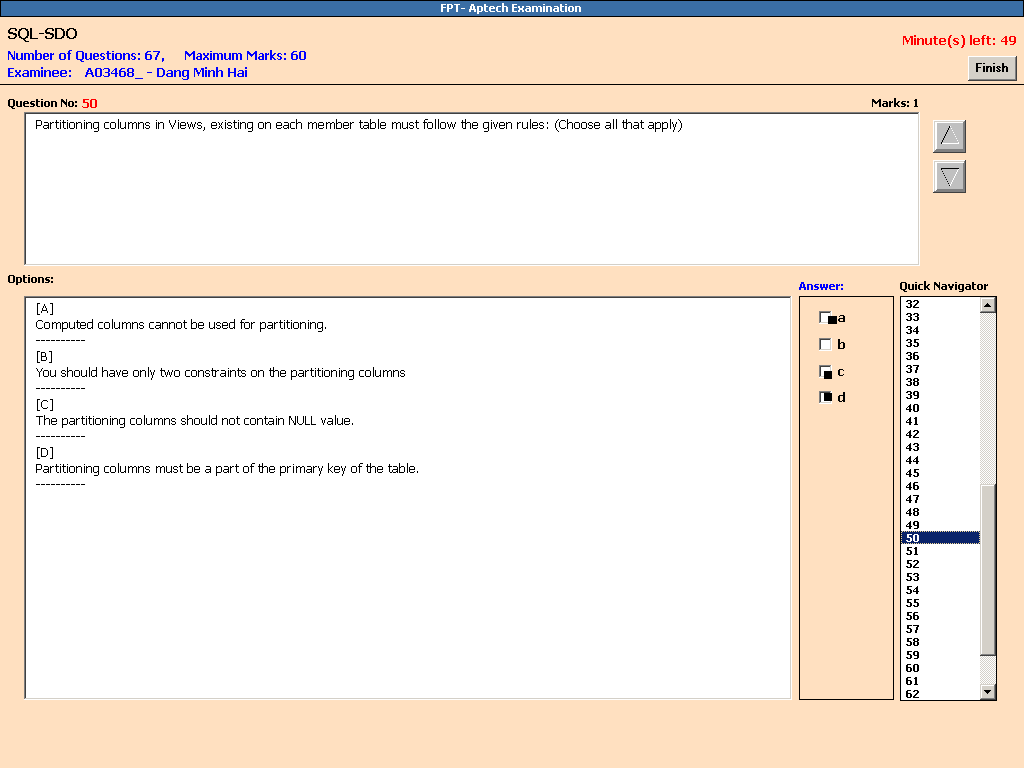 FPT- Aptech Examination
SQL-SDO
Number of Questions: 67, Maximum Marks: 60
Minute(s) left: 49
Examinee: A03468_ - Dang Minh Hai
Finish
Question No: 50
Marks: 1
Partitioning columns in Views, existing on each member table must follow the given rules: (Choose all that apply)
Options:
Answer:
Quick Navigator
[A]
Computed columns cannot be used for partitioning.
----------
[B]
You should have only two constraints on the partitioning columns
----------
[C]
The partitioning columns should not contain NULL value.
----------
[D]
Partitioning columns must be a part of the primary key of the table.
----------
a
b
c
d
32
33
34
35
36
37
38
39
40
41
42
43
44
45
46
47
48
49
50
51
52
53
54
55
56
57
58
59
60
61
62